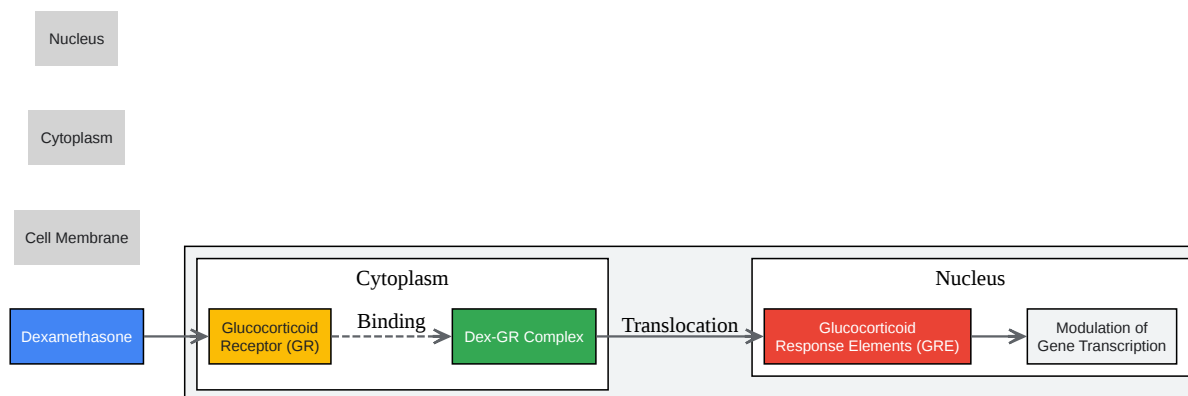 Nucleus
Cytoplasm
Cell Membrane
Cytoplasm
Nucleus
Dexamethasone
Glucocorticoid
Receptor (GR)
Binding
Dex-GR Complex
Translocation
Glucocorticoid
Response Elements (GRE)
Modulation of
Gene Transcription